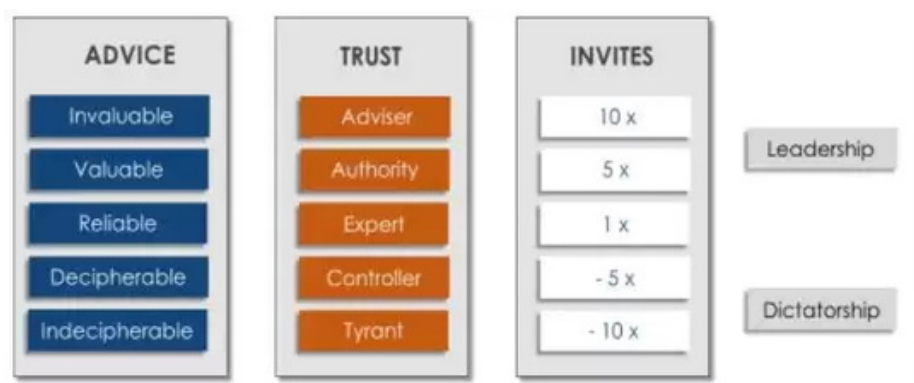 ADVICE
Invaluable
Valuable
Reliable
Decipherable
Indecipherable
TRUST
Adviser
Authority
Expert
Controller
Tyrant
INVITES
10 x
5 x
1 x
- 5 x
- 10 x
Leadership
Dictatorship